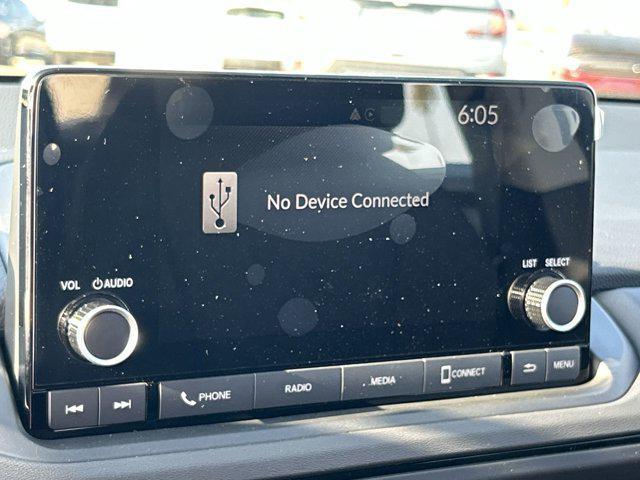 6:05
No Device Connected
VOL AUDIO
LIST SELECT
PHONE RADIO MEDIA CONNECT MENU